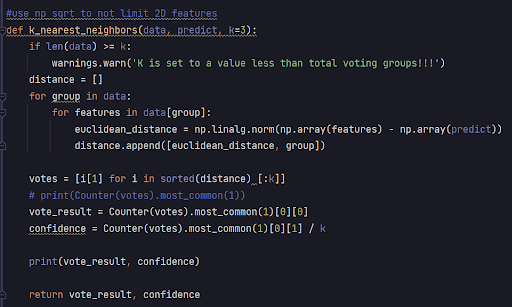 #use np sqrt to not limit 2D features
def k_nearest_neighbors(data, predict, k=3):
    if len(data) >= k:
        warnings.warn('K is set to a value less than total voting groups!!!')
    distance = []
    for group in data:
        for features in data[group]:
            euclidean_distance = np.linalg.norm(np.array(features) - np.array(predict))
            distance.append([euclidean_distance, group])
    votes = [i[1] for i in sorted(distance) [:k]]
    # print(Counter(votes).most_common(1))
    vote_result = Counter(votes).most_common(1)[0][0]
    confidence = Counter(votes).most_common(1)[0][1] / k
    print(vote_result, confidence)
    return vote_result, confidence